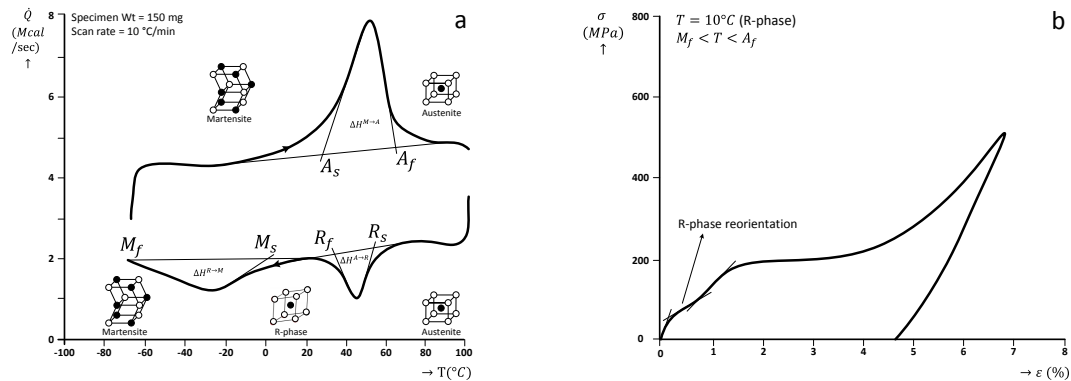 a
Q̇
(Mcal
/sec)
↑
Specimen Wt = 150 mg
Scan rate = 10 °C/min
8
6
4
2
0
Martensite
Austenite
ΔH^{M→A}
A_s
A_f
M_f
M_s
R_f
R_s
ΔH^{R→M}
ΔH^{A→R}
Martensite
R-phase
Austenite
-100 -80 -60 -40 -20 0 20 40 60 80 100
→ T(°C)
b
σ
(MPa)
↑
T = 10°C (R-phase)
M_f < T < A_f
800
600
400
200
0
R-phase reorientation
0 1 2 3 4 5 6 7 8
→ ε (%)